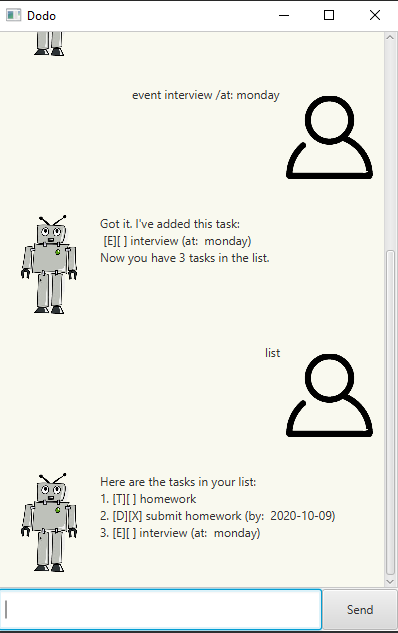 Dodo
event interview /at: monday
Got it. I've added this task:
[E][ ] interview (at:  monday)
Now you have 3 tasks in the list.
list
Here are the tasks in your list:
1. [T][ ] homework
2. [D][X] submit homework (by:  2020-10-09)
3. [E][ ] interview (at:  monday)
Send